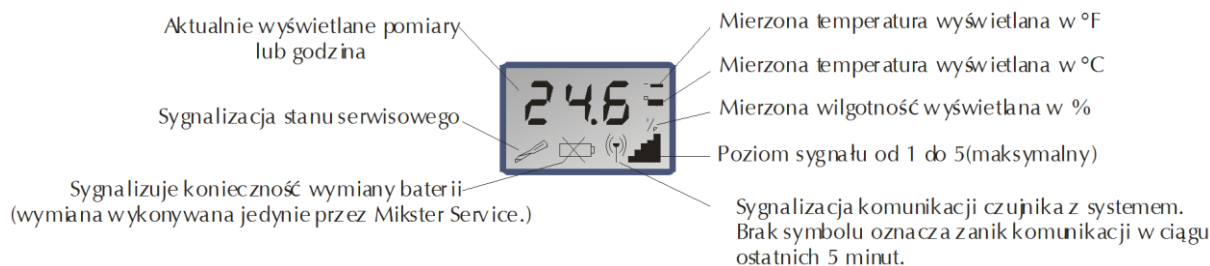 Aktualnie wyświetlane pomiary
lub godzina
Sygnalizacja stanu serwisowego
Sygnalizuje konieczność wymiany baterii
(wymiana wykonywana jedynie przez Mikster Service.)
24.6
%
Mierzona temperatura wyświetlana w °F
Mierzona temperatura wyświetlana w °C
Mierzona wilgotność wyświetlana w %
Poziom sygnału od 1 do 5(maksymalny)
Sygnalizacja komunikacji czujnika z systemem.
Brak symbolu oznacza zanik komunikacji w ciągu
ostatnich 5 minut.